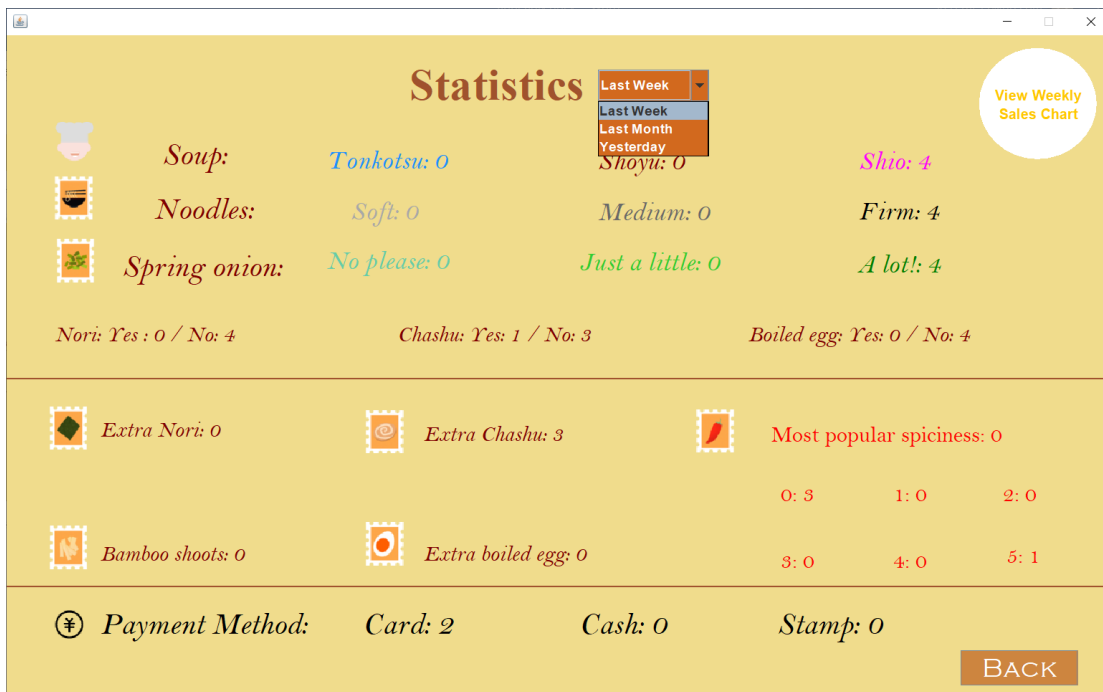 Statistics
Last Week
Last Week
Last Month
Yesterday
View Weekly
Sales Chart
Soup:
Tonkotsu: 0
Shoyu: 0
Shio: 4
Noodles:
Soft: 0
Medium: 0
Firm: 4
Spring onion:
No please: 0
Just a little: 0
A lot!: 4
Nori: Yes : 0 / No: 4
Chashu: Yes: 1 / No: 3
Boiled egg: Yes: 0 / No: 4
Extra Nori: 0
Extra Chashu: 3
Most popular spiciness: 0
0: 3
1: 0
2: 0
Bamboo shoots: 0
Extra boiled egg: 0
3: 0
4: 0
5: 1
¥
Payment Method:
Card: 2
Cash: 0
Stamp: 0
Back